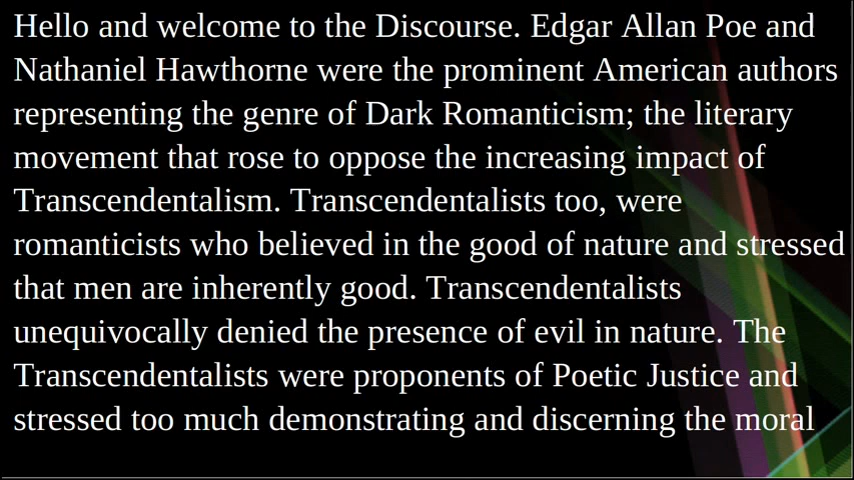 Hello and welcome to the Discourse. Edgar Allan Poe and
Nathaniel Hawthorne were the prominent American authors
representing the genre of Dark Romanticism; the literary
movement that rose to oppose the increasing impact of
Transcendentalism. Transcendentalists too, were
romanticists who believed in the good of nature and stressed
that men are inherently good. Transcendentalists
unequivocally denied the presence of evil in nature. The
Transcendentalists were proponents of Poetic Justice and
stressed too much demonstrating and discerning the moral